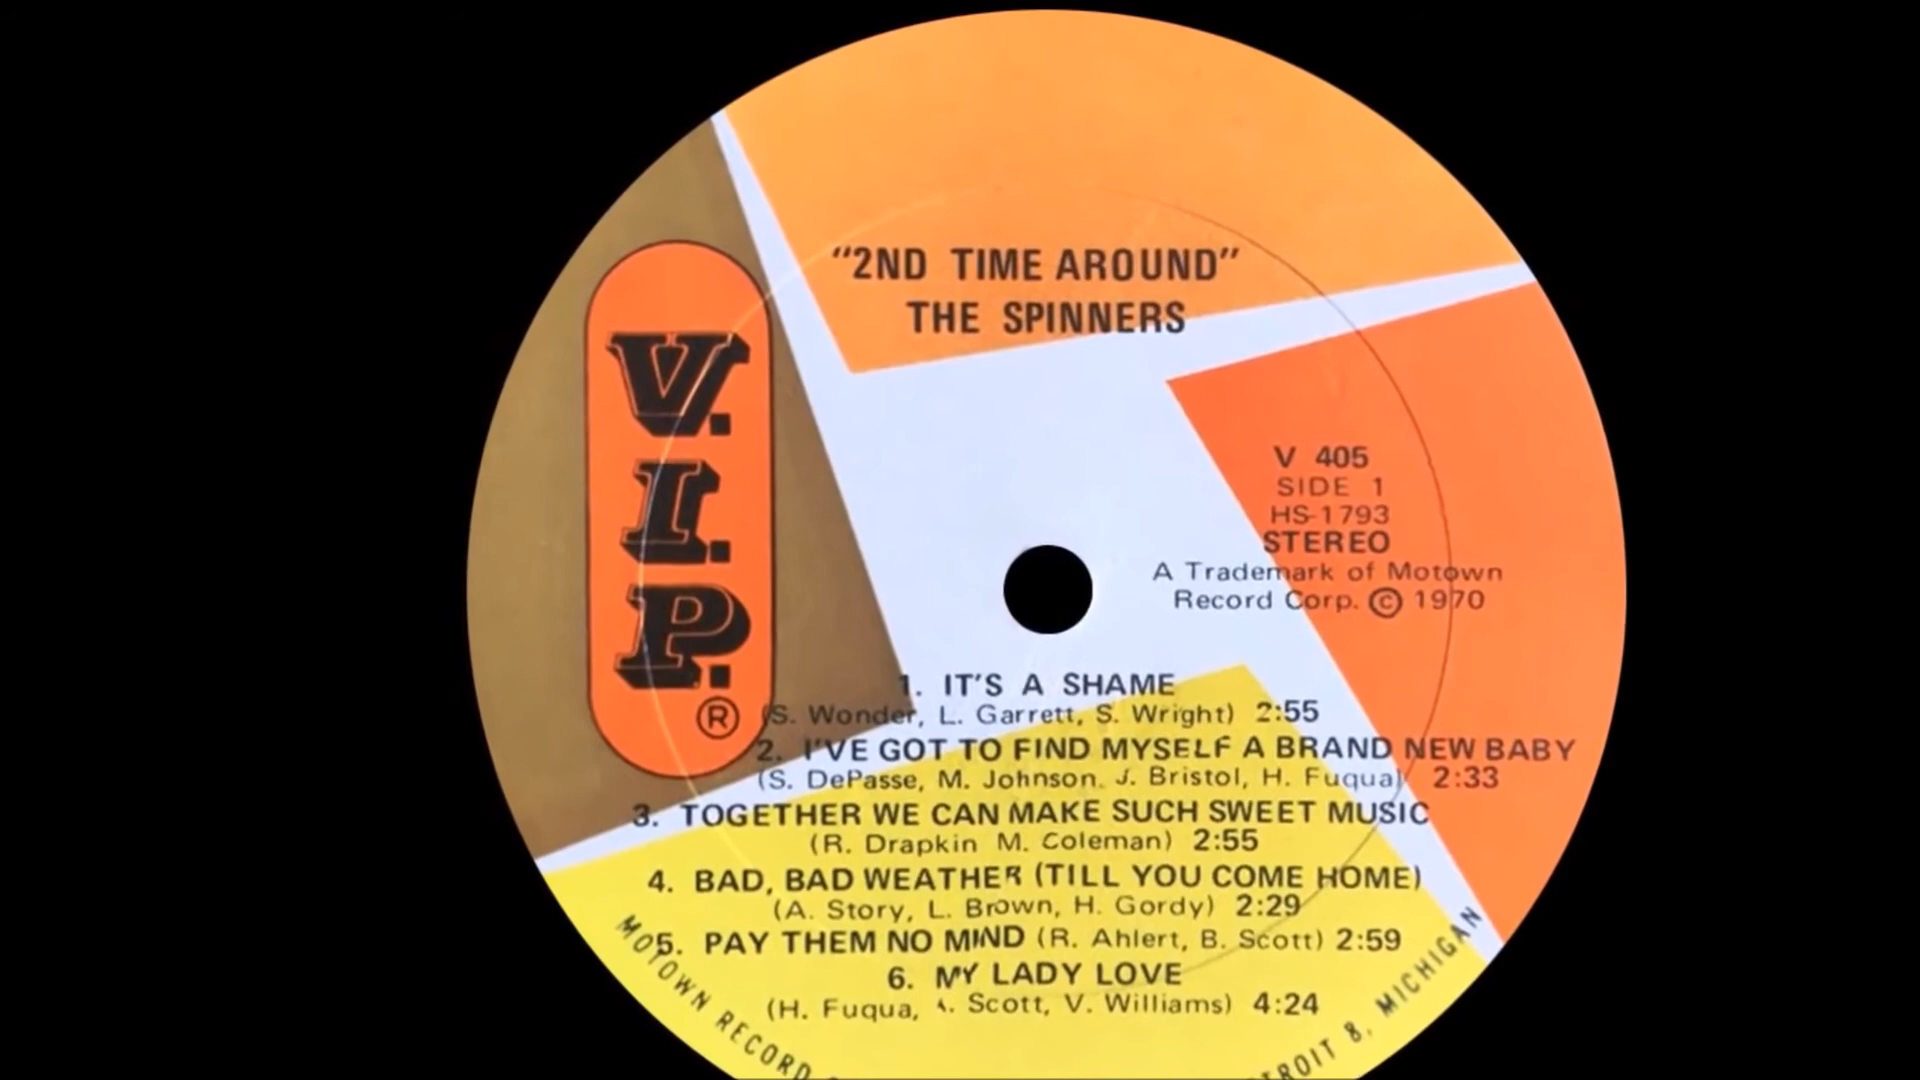 "2ND TIME AROUND"
THE SPINNERS
V.I.P.
®
V 405
SIDE 1
HS-1793
STEREO
A Trademark of Motown
Record Corp. © 1970
1. IT'S A SHAME
(S. Wonder, L. Garrett, S. Wright) 2:55
2. I'VE GOT TO FIND MYSELF A BRAND NEW BABY
(S. DePasse, M. Johnson, J. Bristol, H. Fuqua) 2:33
3. TOGETHER WE CAN MAKE SUCH SWEET MUSIC
(R. Drapkin M. Coleman) 2:55
4. BAD, BAD WEATHER (TILL YOU COME HOME)
(A. Story, L. Brown, H. Gordy) 2:29
5. PAY THEM NO MIND (R. Ahlert, B. Scott) 2:59
6. MY LADY LOVE
(H. Fuqua, Scott, V. Williams) 4:24
MOTOWN RECORD
8, MICHIGAN